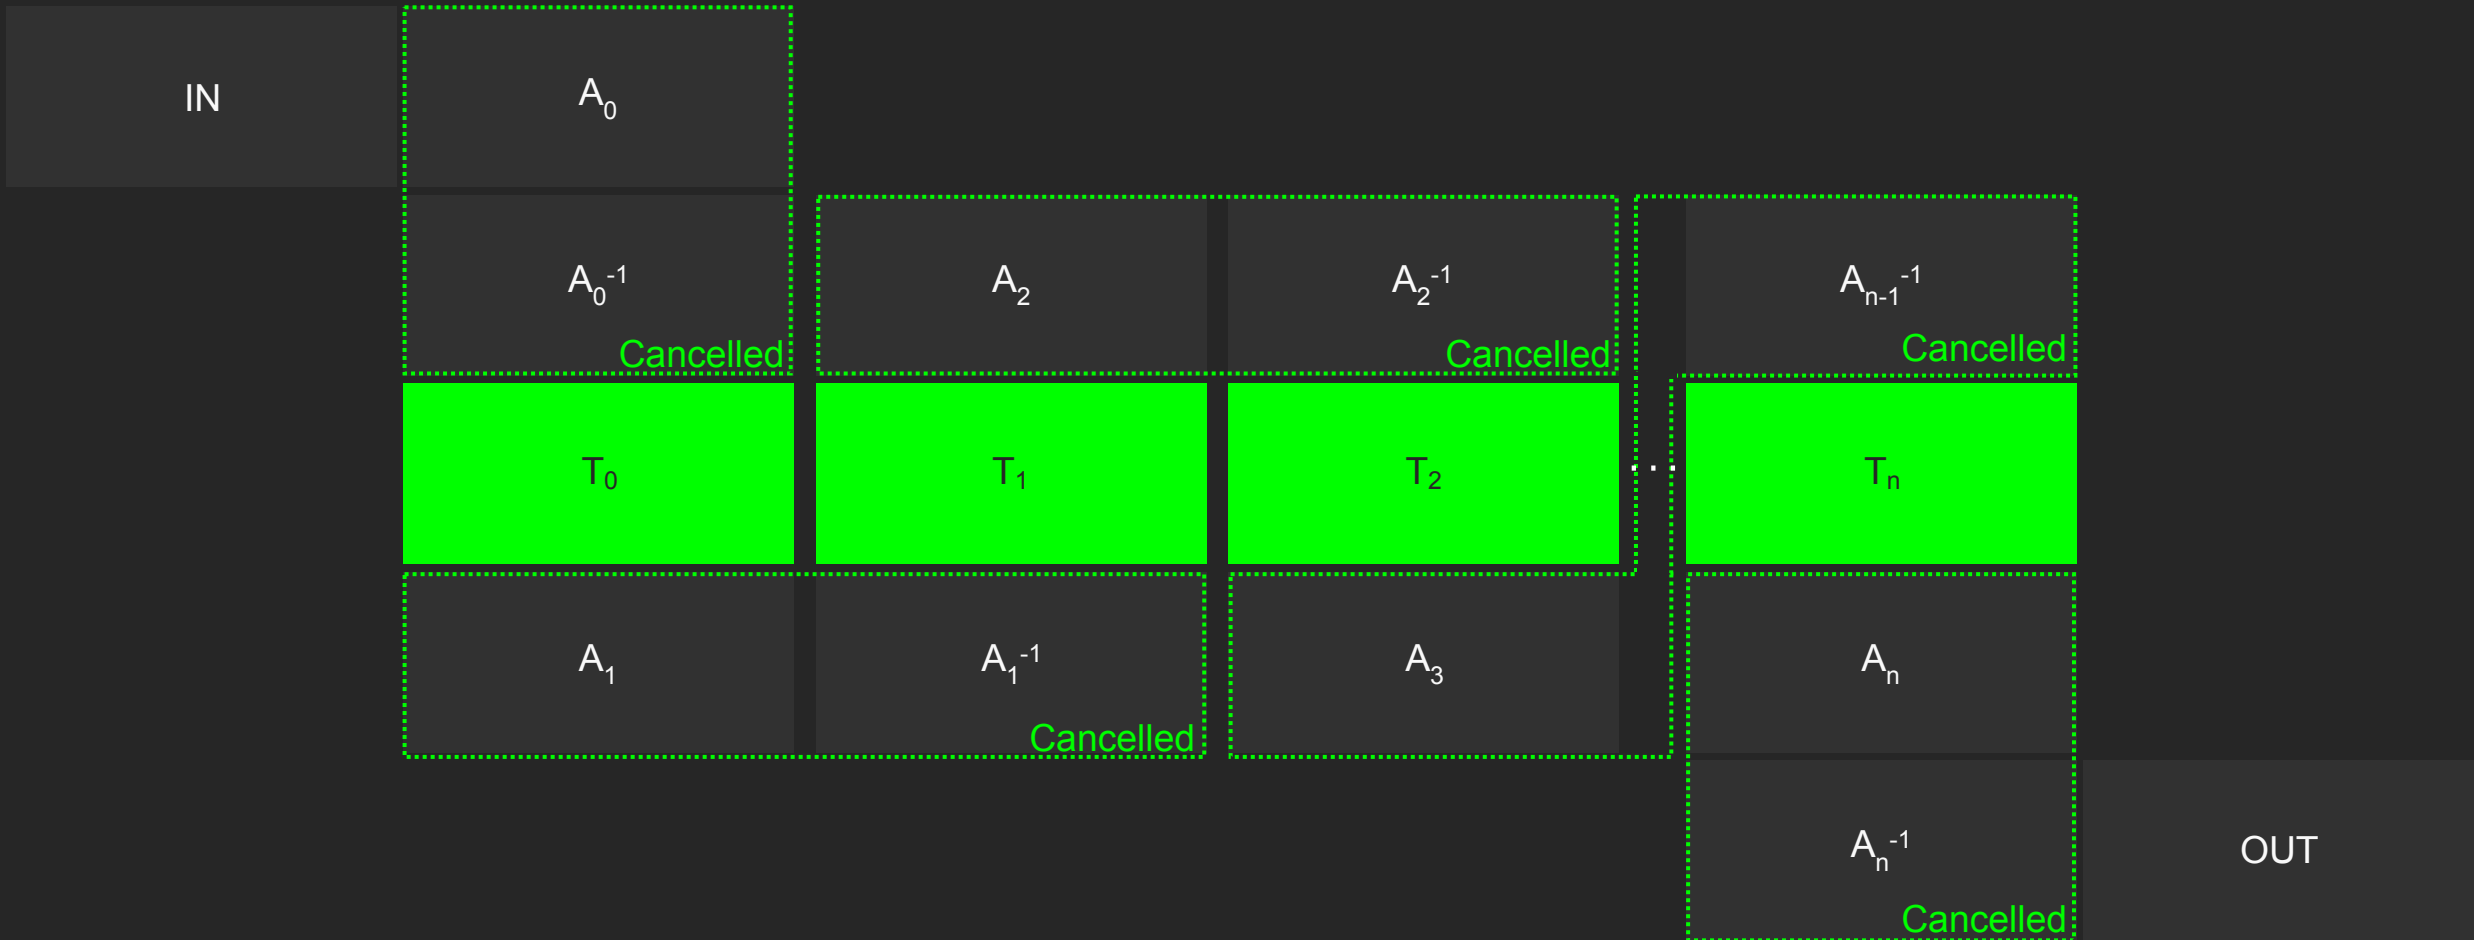 IN
A₀
A₀⁻¹
Cancelled
A₂
A₂⁻¹
Cancelled
Aₙ₋₁⁻¹
Cancelled
T₀
T₁
T₂
...
Tₙ
A₁
A₁⁻¹
Cancelled
A₃
Aₙ
Aₙ⁻¹
Cancelled
OUT